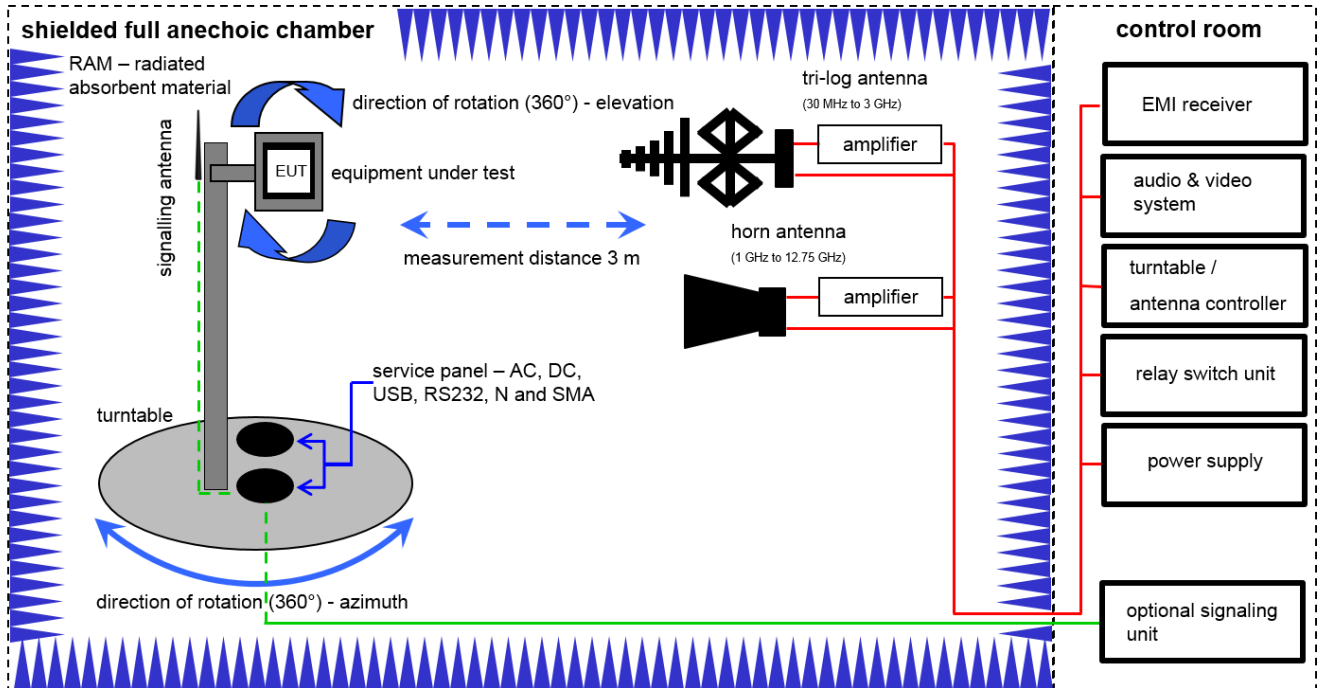 shielded full anechoic chamber
RAM – radiated
absorbent material
signalling antenna
direction of rotation (360°) - elevation
EUT
equipment under test
measurement distance 3 m
tri-log antenna
(30 MHz to 3 GHz)
amplifier
horn antenna
(1 GHz to 12.75 GHz)
amplifier
service panel – AC, DC,
USB, RS232, N and SMA
turntable
direction of rotation (360°) - azimuth
control room
EMI receiver
audio & video
system
turntable /
antenna controller
relay switch unit
power supply
optional signaling
unit